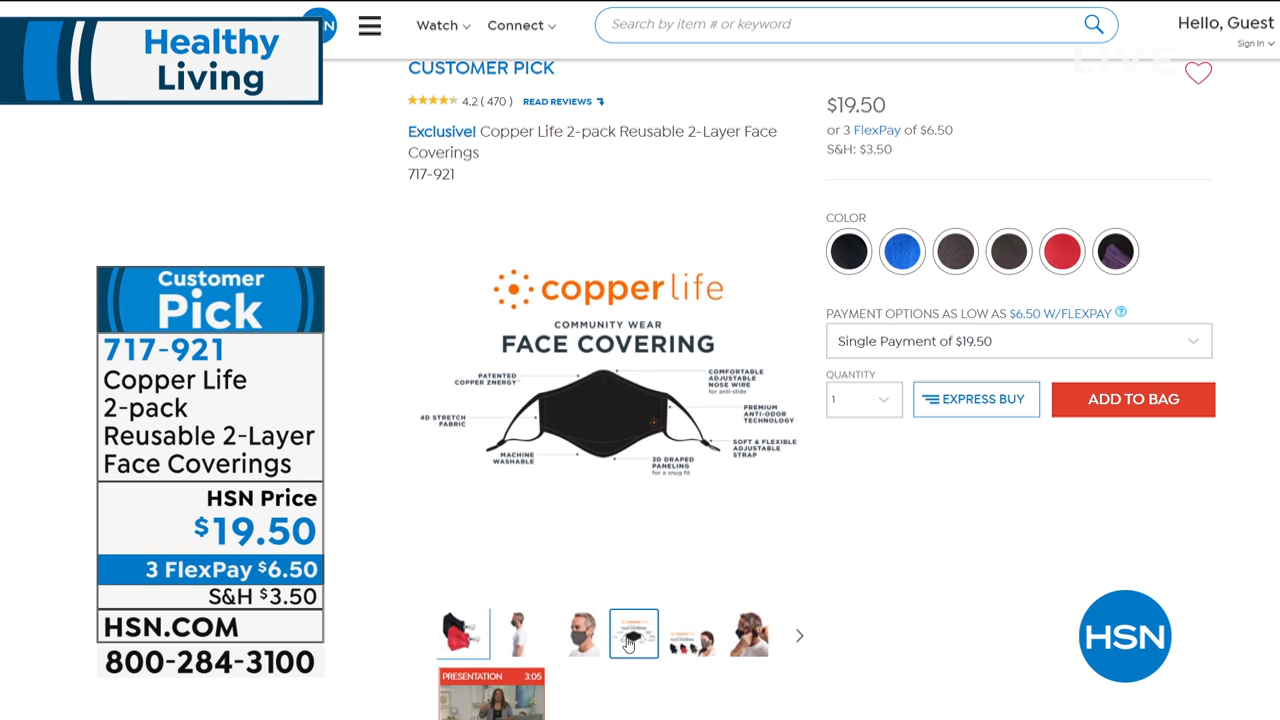 Healthy
Living
Watch
Connect
Search by item # or keyword
Hello, Guest
Sign In
LIVE
CUSTOMER PICK
4.2 ( 470 ) READ REVIEWS
Exclusive! Copper Life 2-pack Reusable 2-Layer Face
Coverings
717-921
$19.50
or 3 FlexPay of $6.50
S&H: $3.50
COLOR
PAYMENT OPTIONS AS LOW AS $6.50 W/FLEXPAY ?
Single Payment of $19.50
QUANTITY
1
EXPRESS BUY
ADD TO BAG
Customer
Pick
717-921
Copper Life
2-pack
Reusable 2-Layer
Face Coverings
HSN Price
$19.50
3 FlexPay $6.50
S&H $3.50
HSN.COM
800-284-3100
copperlife
COMMUNITY WEAR
FACE COVERING
PATENTED
COPPER ZNERGY™
4D STRETCH
FABRIC
MACHINE
WASHABLE
COMFORTABLE
ADJUSTABLE
NOSE WIRE
for anti-slide
PREMIUM
ANTI-ODOR
TECHNOLOGY
SOFT & FLEXIBLE
ADJUSTABLE
STRAP
3D DRAPED
PANELING
for a snug fit
PRESENTATION 3:05
HSN